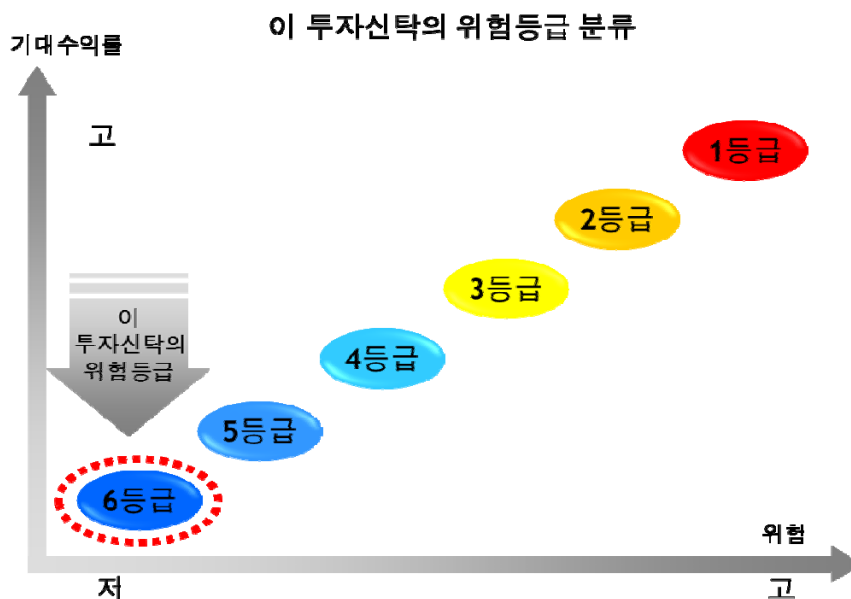 이 투자신탁의 위험등급 분류
기대수익률
고
1등급
2등급
3등급
이
투자신탁의
위험등급
4등급
5등급
6등급
위험
저
고